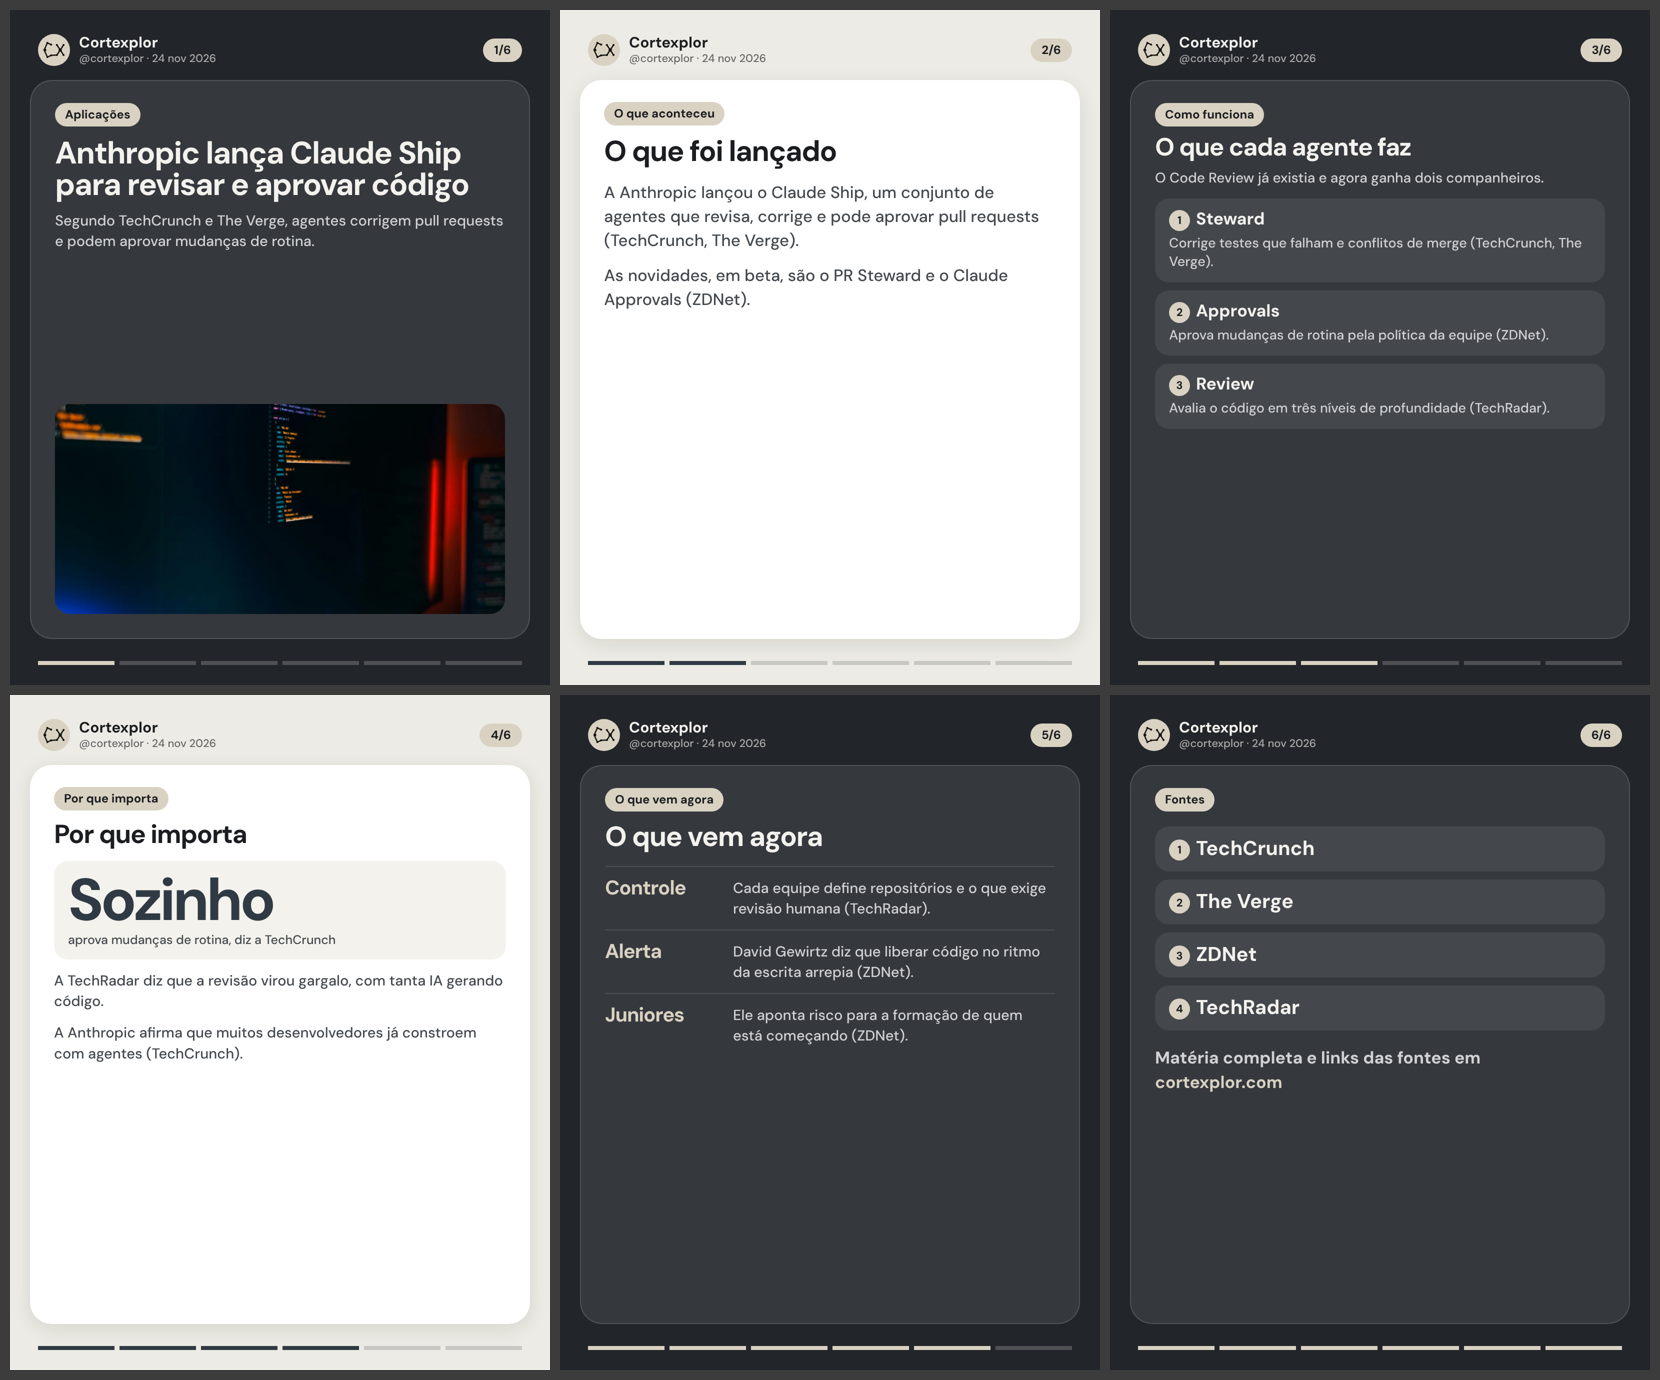 Cortexplor
@cortexplor · 24 nov 2026
1/6
Aplicações
Anthropic lança Claude Ship
para revisar e aprovar código
Segundo TechCrunch e The Verge, agentes corrigem pull requests
e podem aprovar mudanças de rotina.
Cortexplor
@cortexplor · 24 nov 2026
2/6
O que aconteceu
O que foi lançado
A Anthropic lançou o Claude Ship, um conjunto de
agentes que revisa, corrige e pode aprovar pull requests
(TechCrunch, The Verge).
As novidades, em beta, são o PR Steward e o Claude
Approvals (ZDNet).
Cortexplor
@cortexplor · 24 nov 2026
3/6
Como funciona
O que cada agente faz
O Code Review já existia e agora ganha dois companheiros.
1 Steward
Corrige testes que falham e conflitos de merge (TechCrunch, The
Verge).
2 Approvals
Aprova mudanças de rotina pela política da equipe (ZDNet).
3 Review
Avalia o código em três níveis de profundidade (TechRadar).
Cortexplor
@cortexplor · 24 nov 2026
4/6
Por que importa
Por que importa
Sozinho
aprova mudanças de rotina, diz a TechCrunch
A TechRadar diz que a revisão virou gargalo, com tanta IA gerando
código.
A Anthropic afirma que muitos desenvolvedores já constroem
com agentes (TechCrunch).
Cortexplor
@cortexplor · 24 nov 2026
5/6
O que vem agora
O que vem agora
Controle
Cada equipe define repositórios e o que exige
revisão humana (TechRadar).
Alerta
David Gewirtz diz que liberar código no ritmo
da escrita arrepia (ZDNet).
Juniores
Ele aponta risco para a formação de quem
está começando (ZDNet).
Cortexplor
@cortexplor · 24 nov 2026
6/6
Fontes
1 TechCrunch
2 The Verge
3 ZDNet
4 TechRadar
Matéria completa e links das fontes em
cortexplor.com